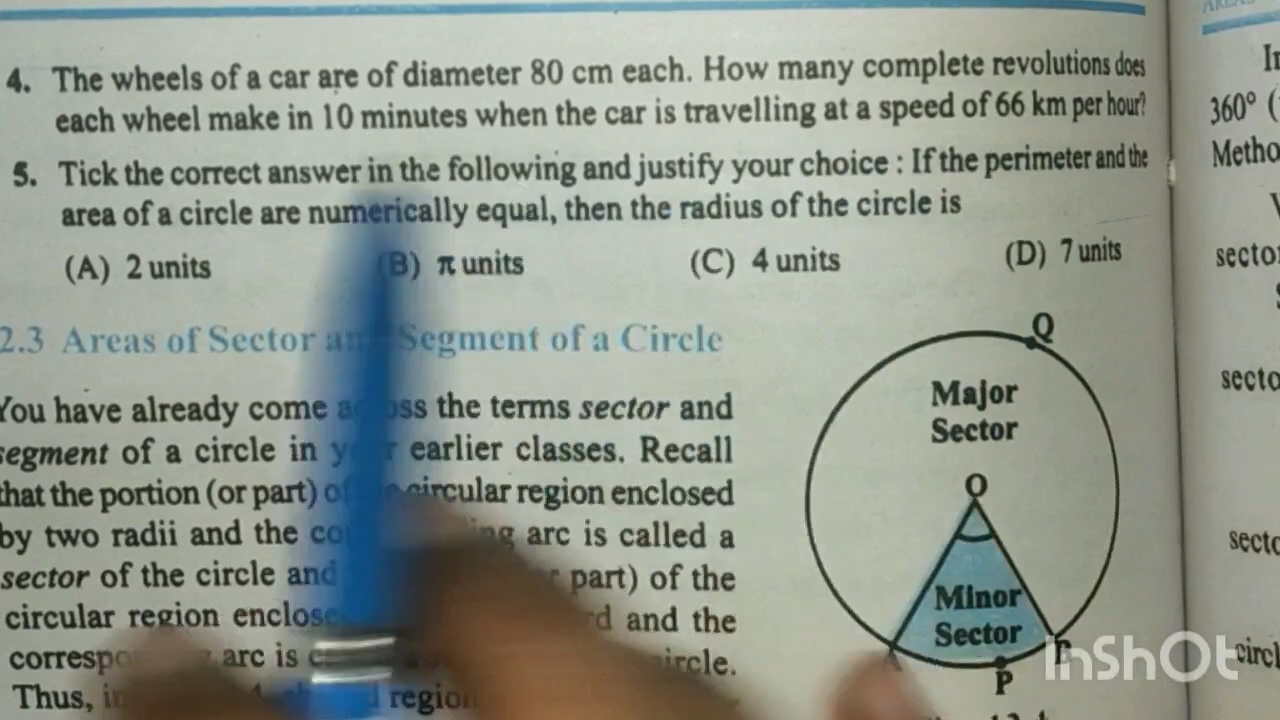 4. The wheels of a car are of diameter 80 cm each. How many complete revolutions does
each wheel make in 10 minutes when the car is travelling at a speed of 66 km per hour?
5. Tick the correct answer in the following and justify your choice : If the perimeter and the
area of a circle are numerically equal, then the radius of the circle is
(A) 2 units (B) π units (C) 4 units (D) 7 units
2.3 Areas of Sector an Segment of a Circle
You have already come ss the terms sector and
segment of a circle in earlier classes. Recall
that the portion (or part) of circular region enclosed
by two radii and the arc is called a
sector of the circle and part) of the
circular region enclose and the
arc is circle.
Thus, in region
Q
Major
Sector
O
Minor
Sector
P
InShOt
360° (
Metho
secto
secto
secto
circl